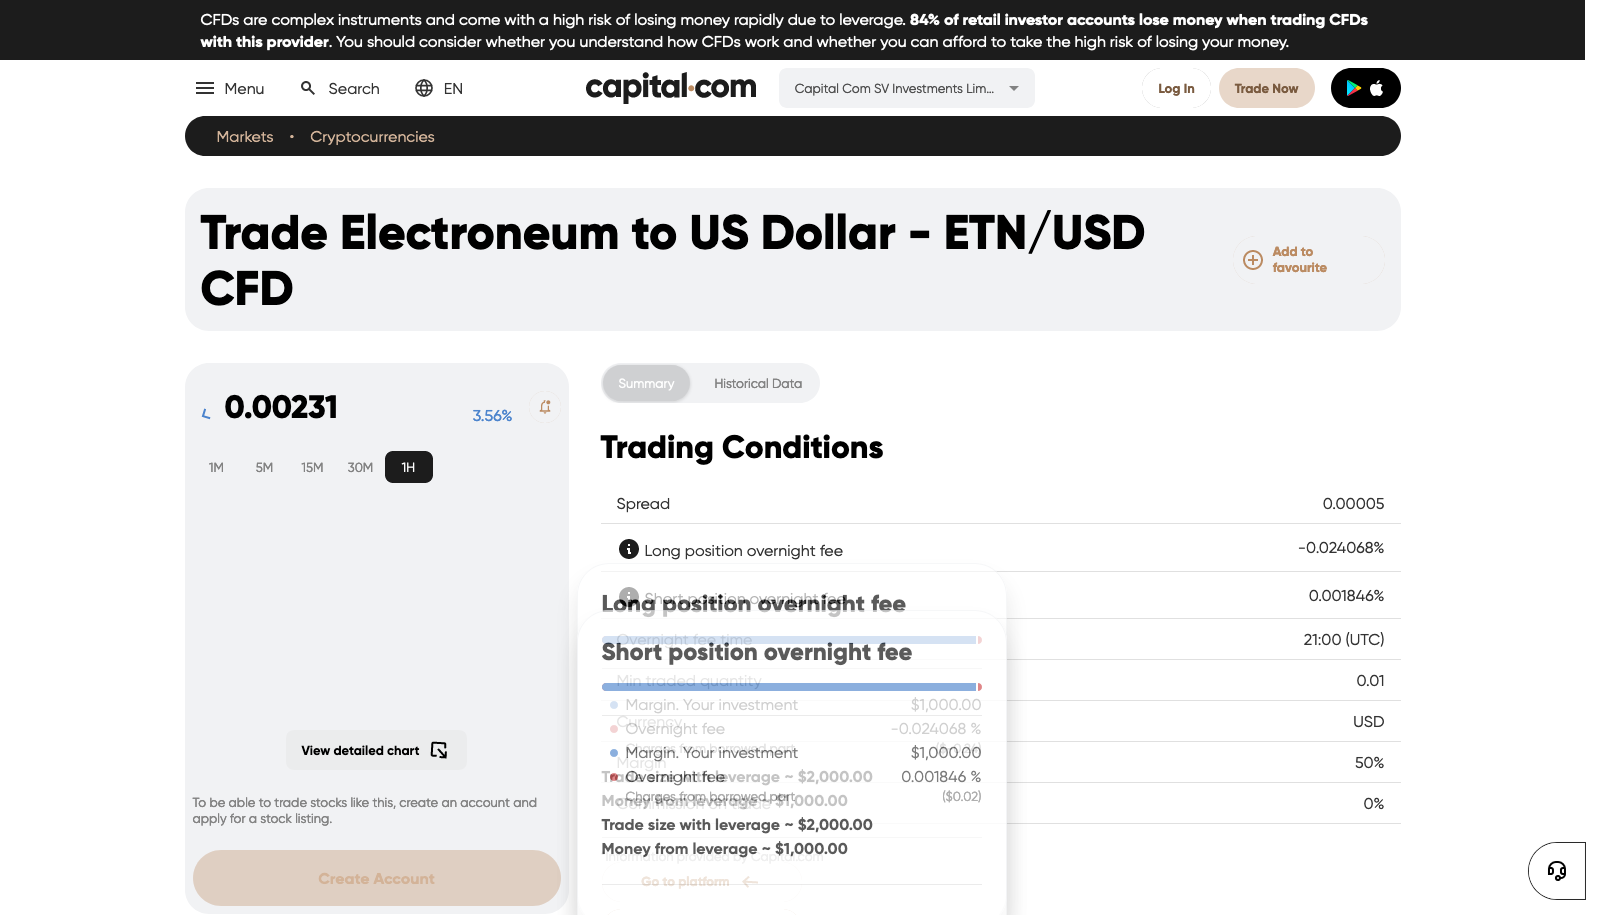 CFDs are complex instruments and come with a high risk of losing money rapidly due to leverage. 84% of retail investor accounts lose money when trading CFDs
with this provider. You should consider whether you understand how CFDs work and whether you can afford to take the high risk of losing your money.
Menu
Search
EN
capital.com
Capital Com SV Investments Lim...
Log In
Trade Now
Markets • Cryptocurrencies
Trade Electroneum to US Dollar - ETN/USD
CFD
Add to
favourite
0.00231
3.56%
1M 5M 15M 30M 1H
View detailed chart
To be able to trade stocks like this, create an account and
apply for a stock listing.
Create Account
Summary
Historical Data
Trading Conditions
Spread 0.00005
Long position overnight fee -0.024068%
Short position overnight fee 0.001846%
Overnight fee time 21:00 (UTC)
Min traded quantity 0.01
Currency USD
Margin 50%
0%
Long position overnight fee
Margin. Your investment $1,000.00
Overnight fee -0.024068 %
Trade size with leverage ~ $2,000.00
Money from leverage ~ $1,000.00
Go to platform
Short position overnight fee
Margin. Your investment $1,000.00
Overnight fee 0.001846 %
Charges from borrowed part ($0.02)
Trade size with leverage ~ $2,000.00
Money from leverage ~ $1,000.00
Information provided by Capital.com